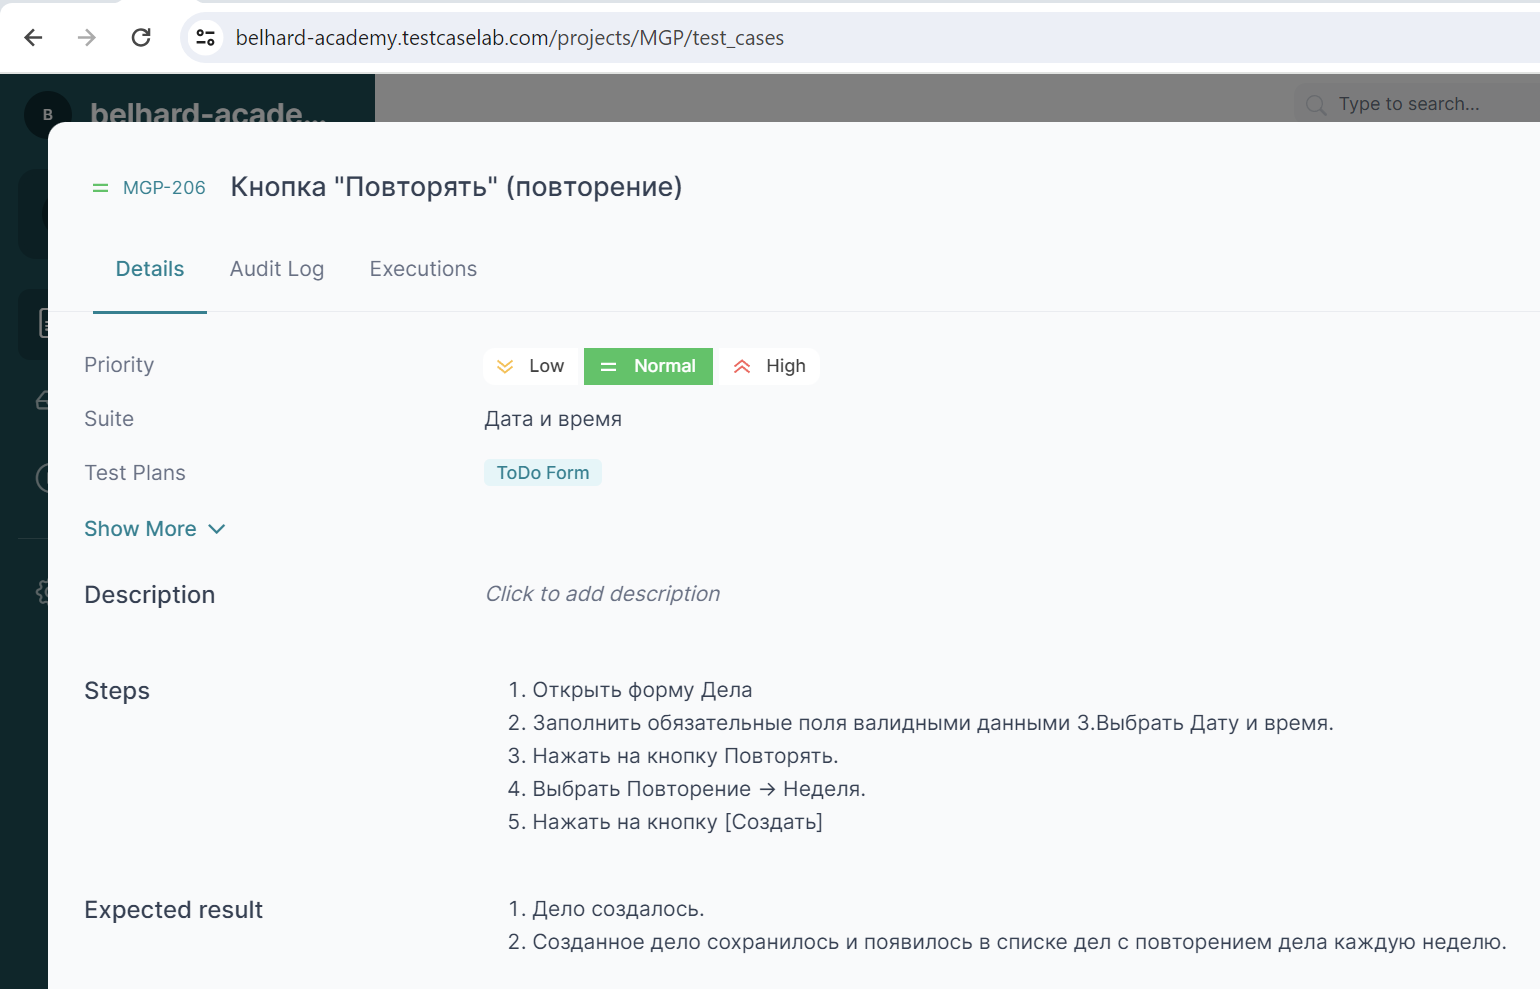 belhard-academy.testcaselab.com/projects/MGP/test_cases
B belhard-acade...
Type to search...
MGP-206 Кнопка "Повторять" (повторение)
Details Audit Log Executions
Priority Low Normal High
Suite Дата и время
Test Plans ToDo Form
Show More
Description Click to add description
Steps
1. Открыть форму Дела
2. Заполнить обязательные поля валидными данными 3.Выбрать Дату и время.
3. Нажать на кнопку Повторять.
4. Выбрать Повторение → Неделя.
5. Нажать на кнопку [Создать]
Expected result
1. Дело создалось.
2. Созданное дело сохранилось и появилось в списке дел с повторением дела каждую неделю.